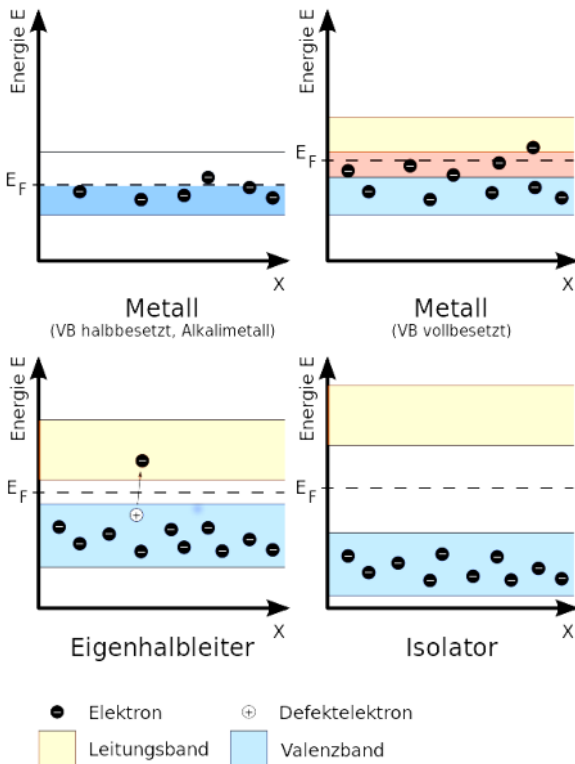 Energie E
E_F
X
Metall
(VB halbbesetzt, Alkalimetall)
Energie E
E_F
X
Metall
(VB vollbesetzt)
Energie E
E_F
X
Eigenhalbleiter
Energie E
E_F
X
Isolator
Elektron
Defektelektron
Leitungsband
Valenzband